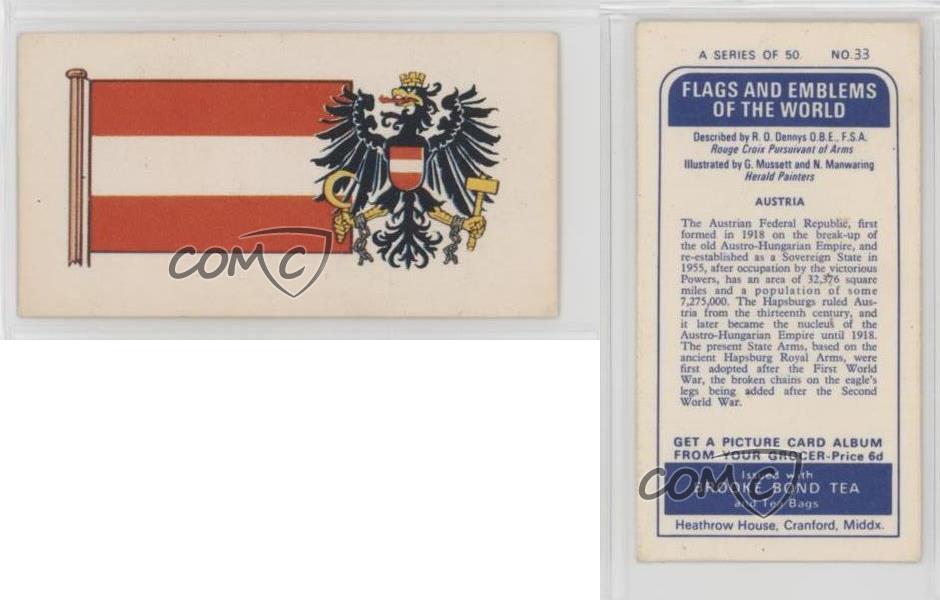 COMC
A SERIES OF 50. NO.33
FLAGS AND EMBLEMS
OF THE WORLD
Described by R. O. Dennys O.B.E., F.S.A.
Rouge Croix Pursuivant of Arms
Illustrated by G. Mussett and N. Manwaring
Herald Painters
AUSTRIA
The Austrian Federal Republic, first
formed in 1918 on the break-up of
the old Austro-Hungarian Empire, and
re-established as a Sovereign State in
1955, after occupation by the victorious
Powers, has an area of 32,376 square
miles and a population of some
7,275,000. The Hapsburgs ruled Aus-
tria from the thirteenth century, and
it later became the nucleus of the
Austro-Hungarian Empire until 1918.
The present State Arms, based on the
ancient Hapsburg Royal Arms, were
first adopted after the First World
War, the broken chains on the eagle's
legs being added after the Second
World War.
GET A PICTURE CARD ALBUM
FROM YOUR GROCER-Price 6d
Issued with
BROOKE BOND TEA
and Tea Bags
COMC
Heathrow House, Cranford, Middx.